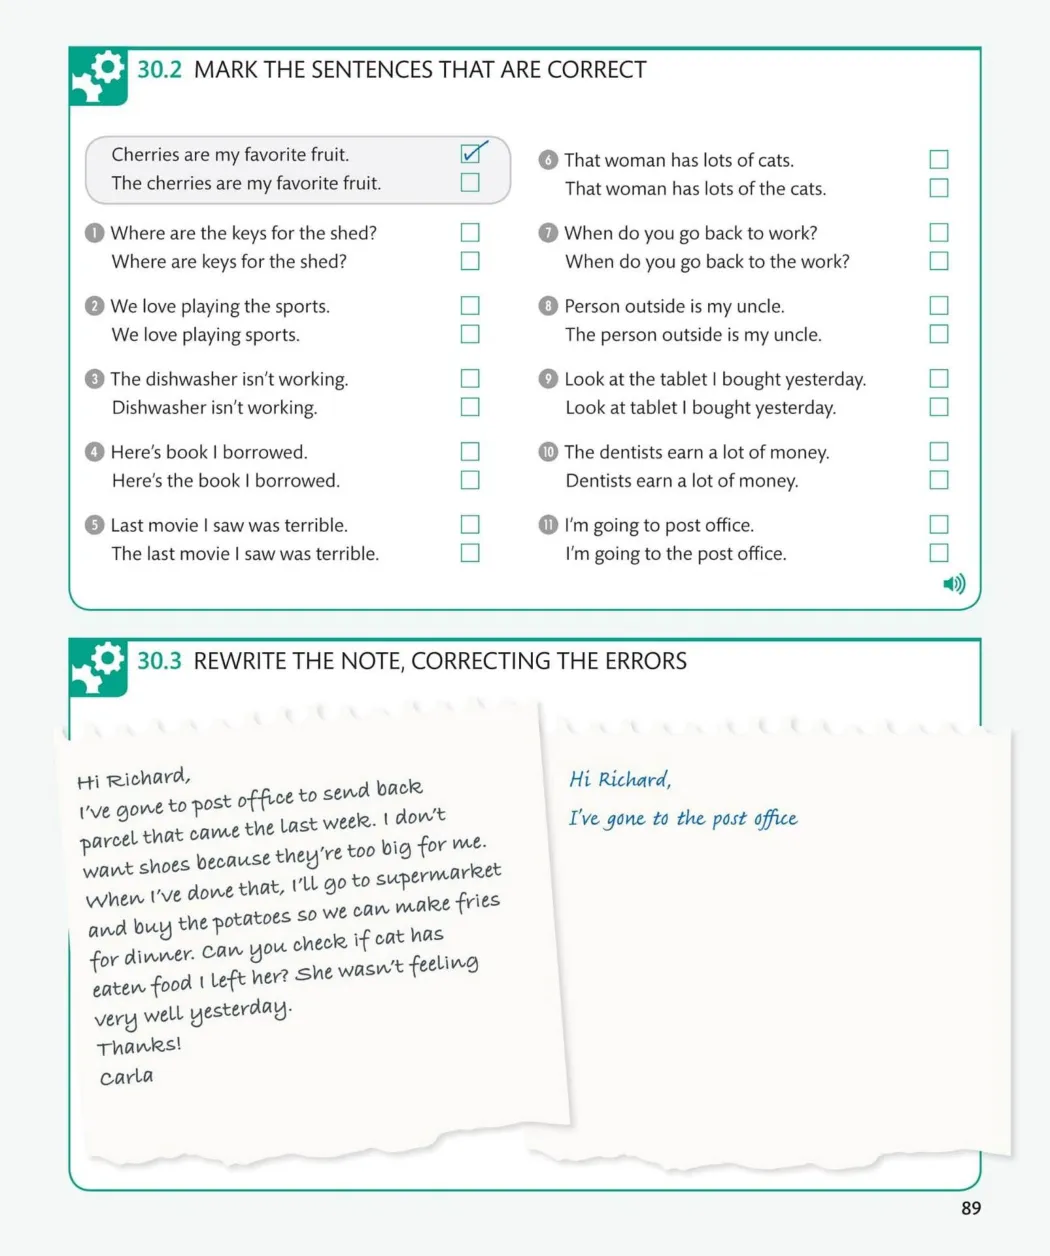 30.2 MARK THE SENTENCES THAT ARE CORRECT
Cherries are my favorite fruit.
The cherries are my favorite fruit.
1 Where are the keys for the shed?
Where are keys for the shed?
2 We love playing the sports.
We love playing sports.
3 The dishwasher isn't working.
Dishwasher isn't working.
4 Here's book I borrowed.
Here's the book I borrowed.
5 Last movie I saw was terrible.
The last movie I saw was terrible.
6 That woman has lots of cats.
That woman has lots of the cats.
7 When do you go back to work?
When do you go back to the work?
8 Person outside is my uncle.
The person outside is my uncle.
9 Look at the tablet I bought yesterday.
Look at tablet I bought yesterday.
10 The dentists earn a lot of money.
Dentists earn a lot of money.
11 I'm going to post office.
I'm going to the post office.
30.3 REWRITE THE NOTE, CORRECTING THE ERRORS
Hi Richard,
I've gone to post office to send back
parcel that came the last week. I don't
want shoes because they're too big for me.
When I've done that, I'll go to supermarket
and buy the potatoes so we can make fries
for dinner. Can you check if cat has
eaten food I left her? She wasn't feeling
very well yesterday.
Thanks!
Carla
Hi Richard,
I've gone to the post office
89